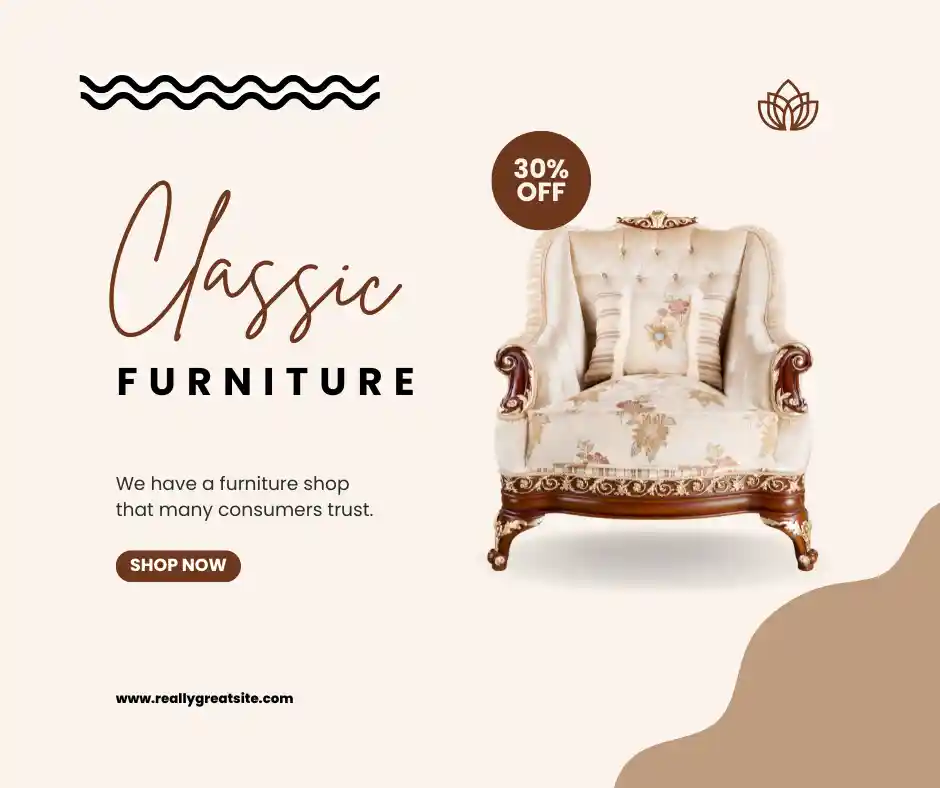 30%
OFF
Classic
FURNITURE
We have a furniture shop
that many consumers trust.
SHOP NOW
www.reallygreatsite.com